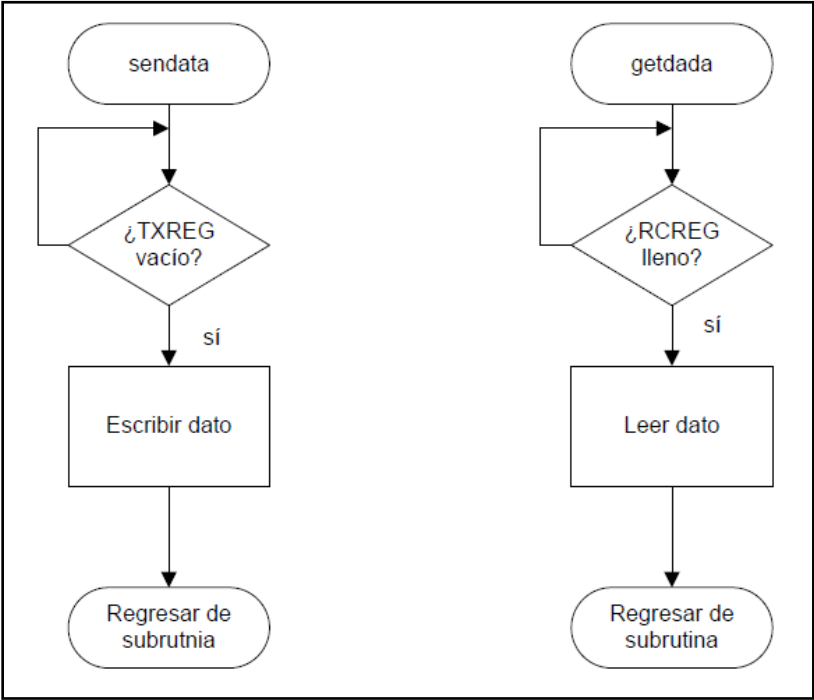 sendata
¿TXREG
vacío?
sí
Escribir dato
Regresar de
subrutnia
getdada
¿RCREG
lleno?
sí
Leer dato
Regresar de
subrutina